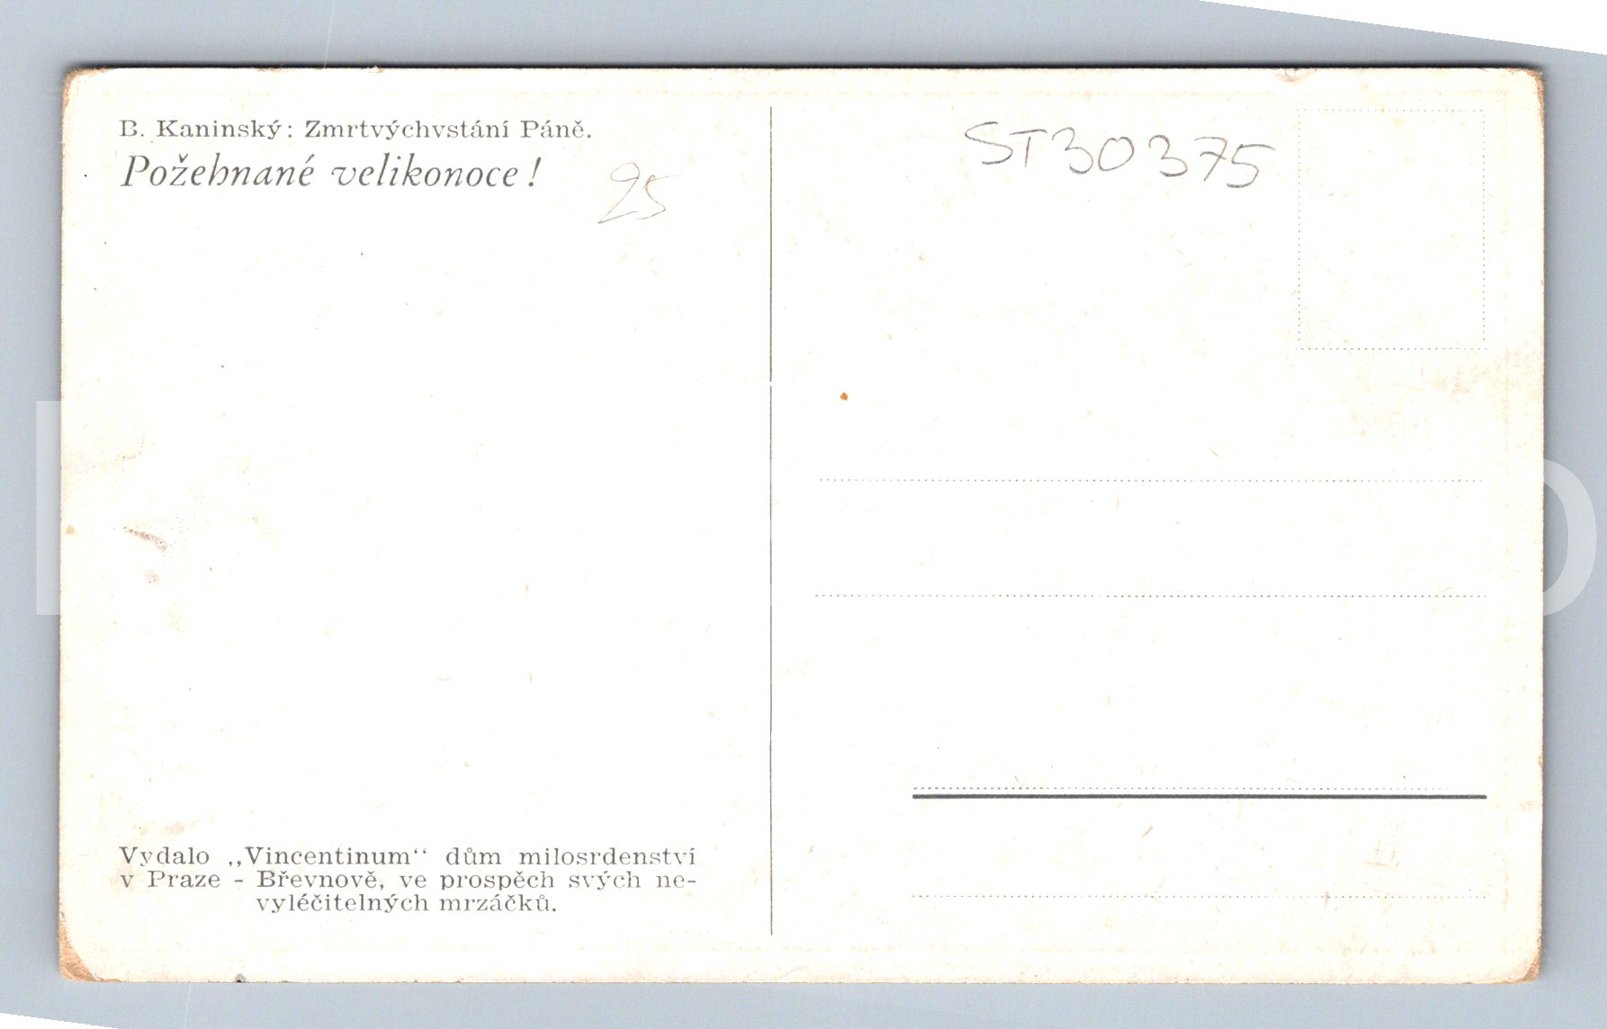 B. Kaninský: Zmrtvýchvstání Páně.
Požehnané velikonoce!
25
ST30375
Vydalo „Vincentinum“ dům milosrdenství
v Praze - Břevnově, ve prospěch svých ne-
vyléčitelných mrzáčků.